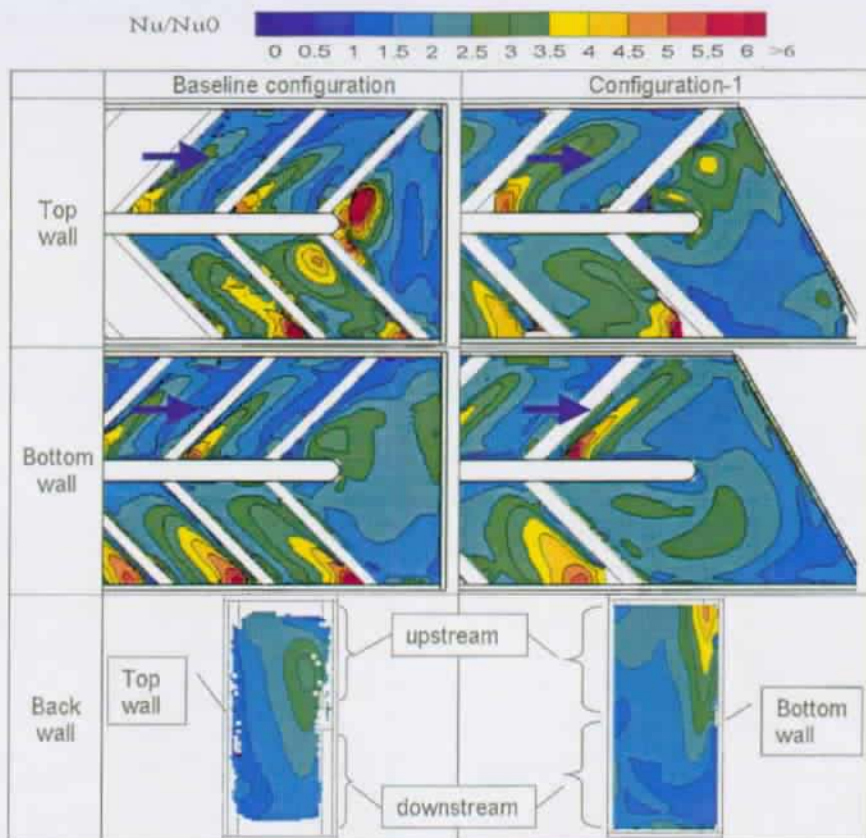 Nu/Nu0
0 0.5 1 1.5 2 2.5 3 3.5 4 4.5 5 5.5 6 >6
Baseline configuration
Configuration-1
Top
wall
Bottom
wall
Back
wall
upstream
Top
wall
Bottom
wall
downstream